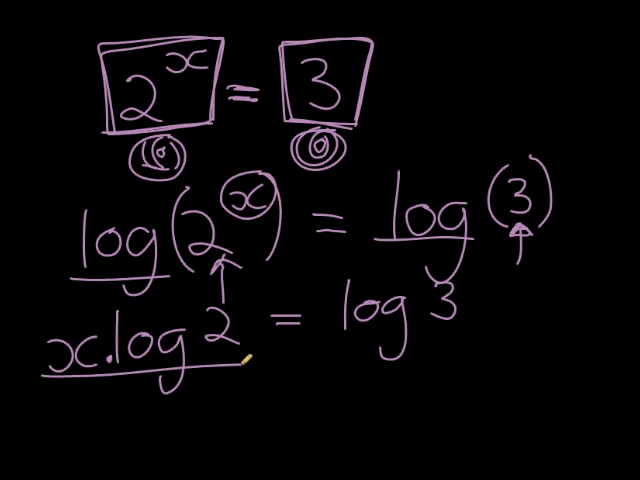 2^x = 3
log(2^x) = log(3)
x.log 2 = log 3